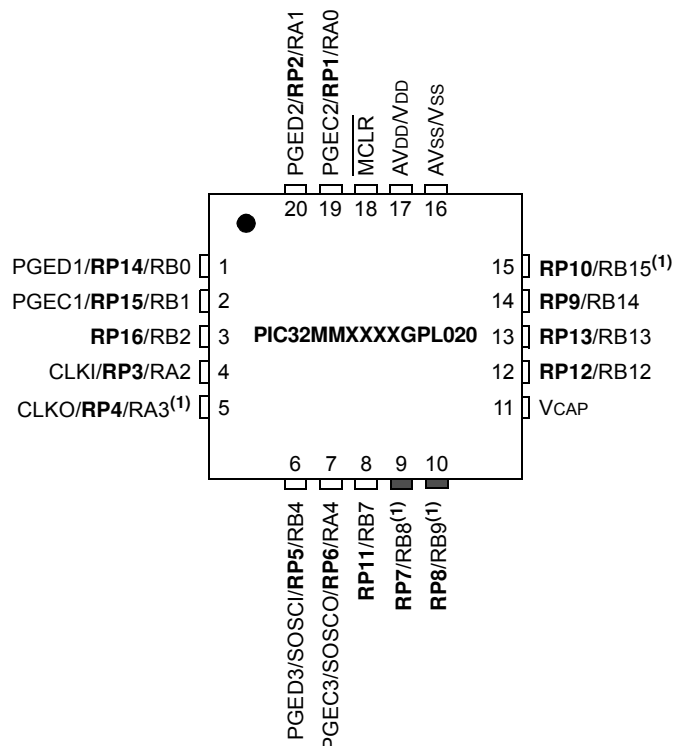 PGED2/RP2/RA1
PGEC2/RP1/RA0
MCLR
AVDD/VDD
AVSS/VSS
20 19 18 17 16
PGED1/RP14/RB0 1
PGEC1/RP15/RB1 2
RP16/RB2 3
CLKI/RP3/RA2 4
CLKO/RP4/RA3(1) 5
PIC32MMXXXXGPL020
15 RP10/RB15(1)
14 RP9/RB14
13 RP13/RB13
12 RP12/RB12
11 VCAP
6 7 8 9 10
PGED3/SOSCI/RP5/RB4
PGEC3/SOSCO/RP6/RA4
RP11/RB7
RP7/RB8(1)
RP8/RB9(1)